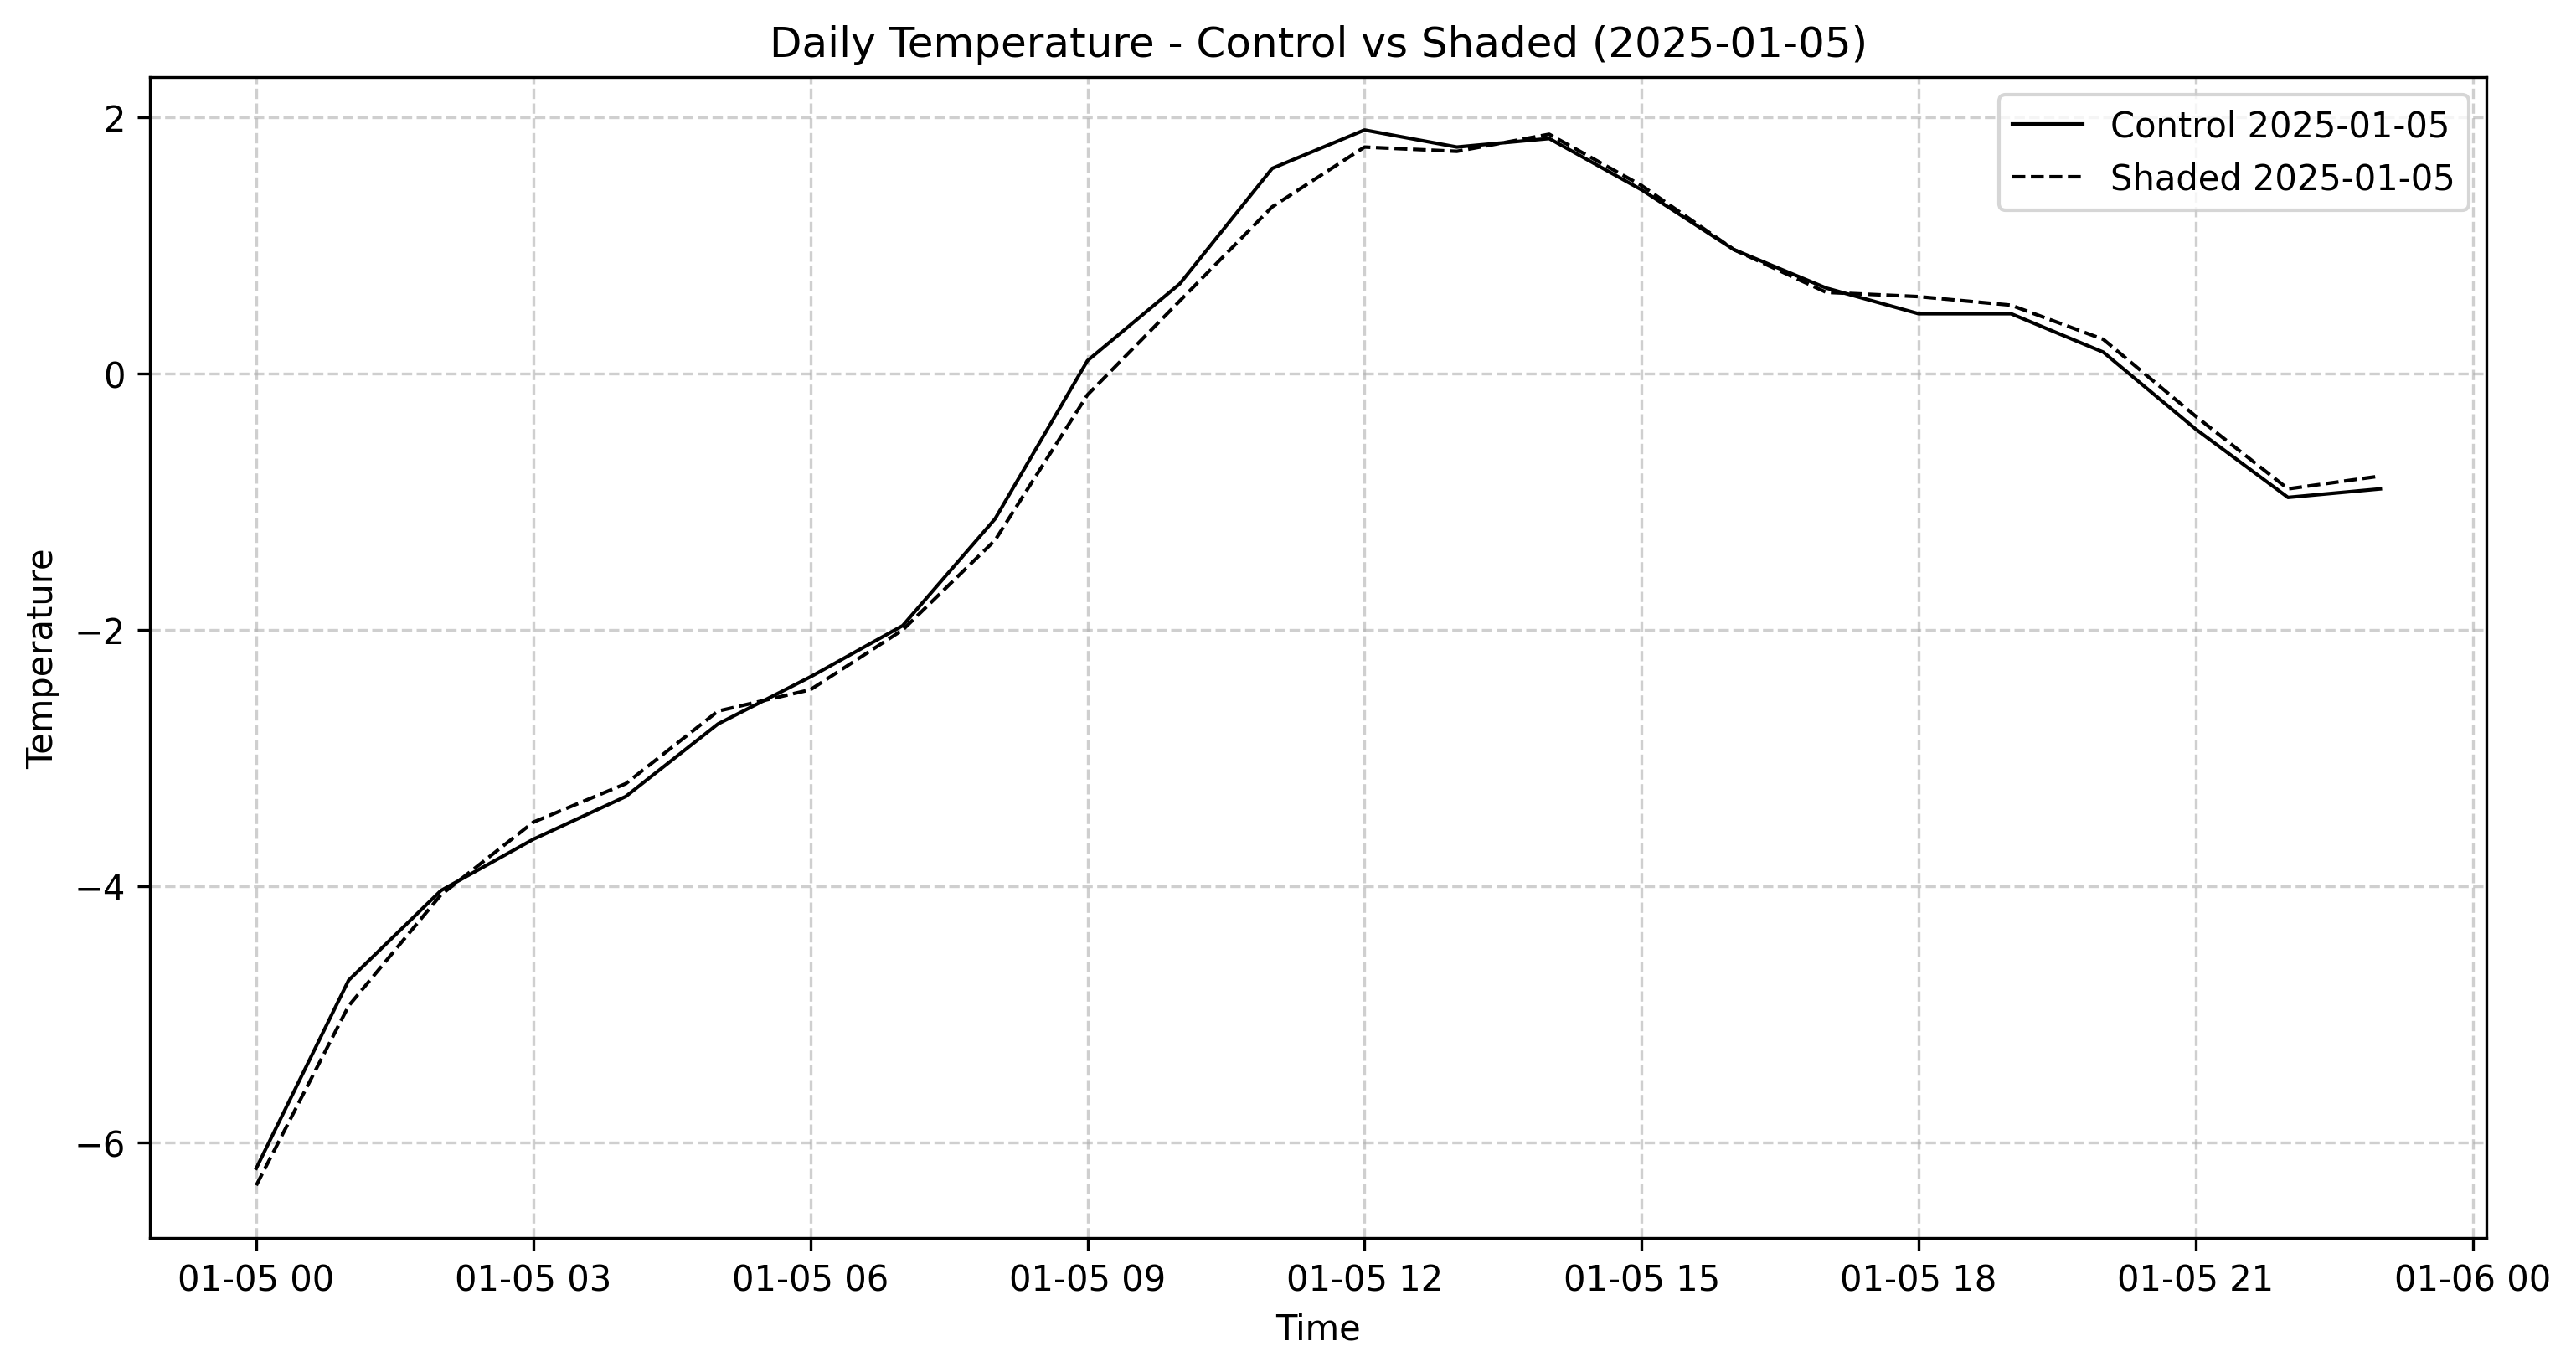 Daily Temperature - Control vs Shaded (2025-01-05)
Control 2025-01-05
Shaded 2025-01-05
2
0
−2
−4
−6
Temperature
01-05 00
01-05 03
01-05 06
01-05 09
01-05 12
01-05 15
01-05 18
01-05 21
01-06 00
Time